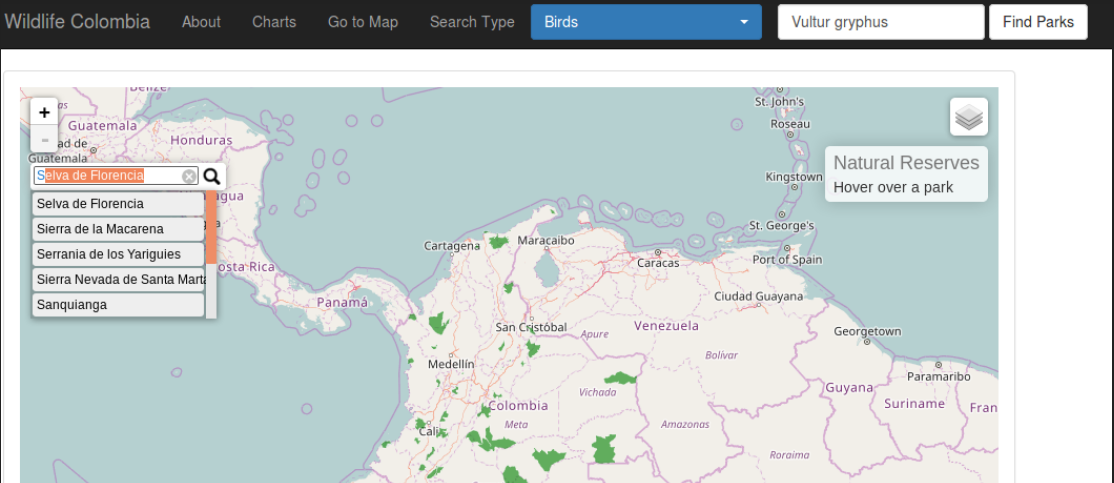 Wildlife Colombia About Charts Go to Map Search Type Birds Vultur gryphus Find Parks
+
-
Selva de Florencia
Selva de Florencia
Sierra de la Macarena
Serrania de los Yariguies
Sierra Nevada de Santa Marta
Sanquianga
Natural Reserves
Hover over a park
Guatemala
Honduras
Guatemala
Costa Rica
Panamá
Cartagena
Maracaibo
Caracas
St. John's
Roseau
Kingstown
St. George's
Port of Spain
Ciudad Guayana
San Cristóbal
Apure
Venezuela
Georgetown
Bolívar
Paramaribo
Medellín
Vichada
Guyana
Suriname
Fran
Colombia
Meta
Amazonas
Cali
Roraima